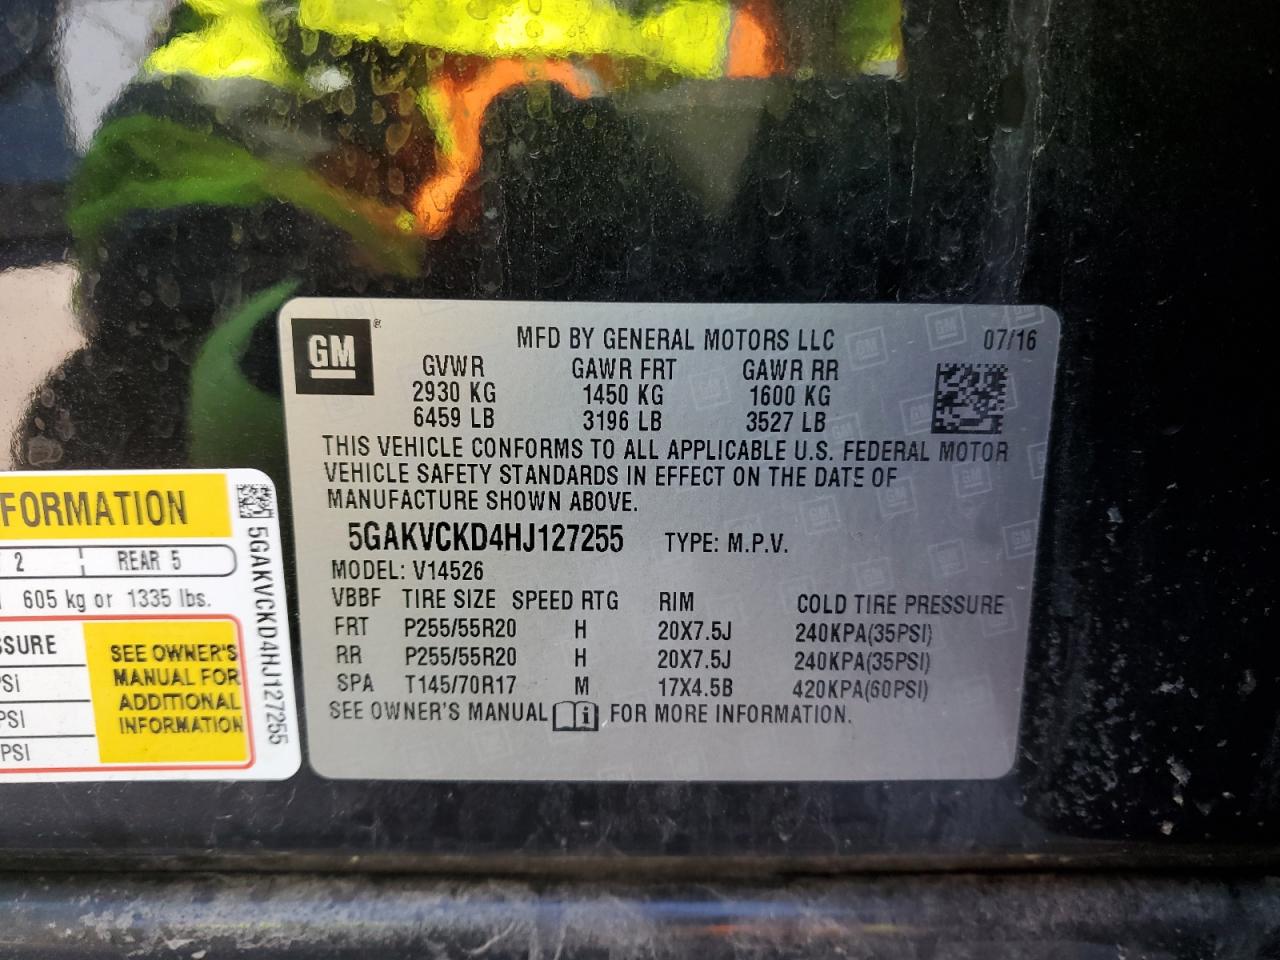 GM
®
MFD BY GENERAL MOTORS LLC 07/16
GVWR GAWR FRT GAWR RR
2930 KG 1450 KG 1600 KG
6459 LB 3196 LB 3527 LB
THIS VEHICLE CONFORMS TO ALL APPLICABLE U.S. FEDERAL MOTOR
VEHICLE SAFETY STANDARDS IN EFFECT ON THE DATE OF
MANUFACTURE SHOWN ABOVE.
5GAKVCKD4HJ127255 TYPE: M.P.V.
MODEL: V14526
VBBF TIRE SIZE SPEED RTG RIM COLD TIRE PRESSURE
FRT P255/55R20 H 20X7.5J 240KPA(35PSI)
RR P255/55R20 H 20X7.5J 240KPA(35PSI)
SPA T145/70R17 M 17X4.5B 420KPA(60PSI)
SEE OWNER'S MANUAL i FOR MORE INFORMATION.
FORMATION
2 REAR 5
605 kg or 1335 lbs.
SSURE
PSI
PSI
PSI
SEE OWNER'S
MANUAL FOR
ADDITIONAL
INFORMATION
5GAKVCKD4HJ127255